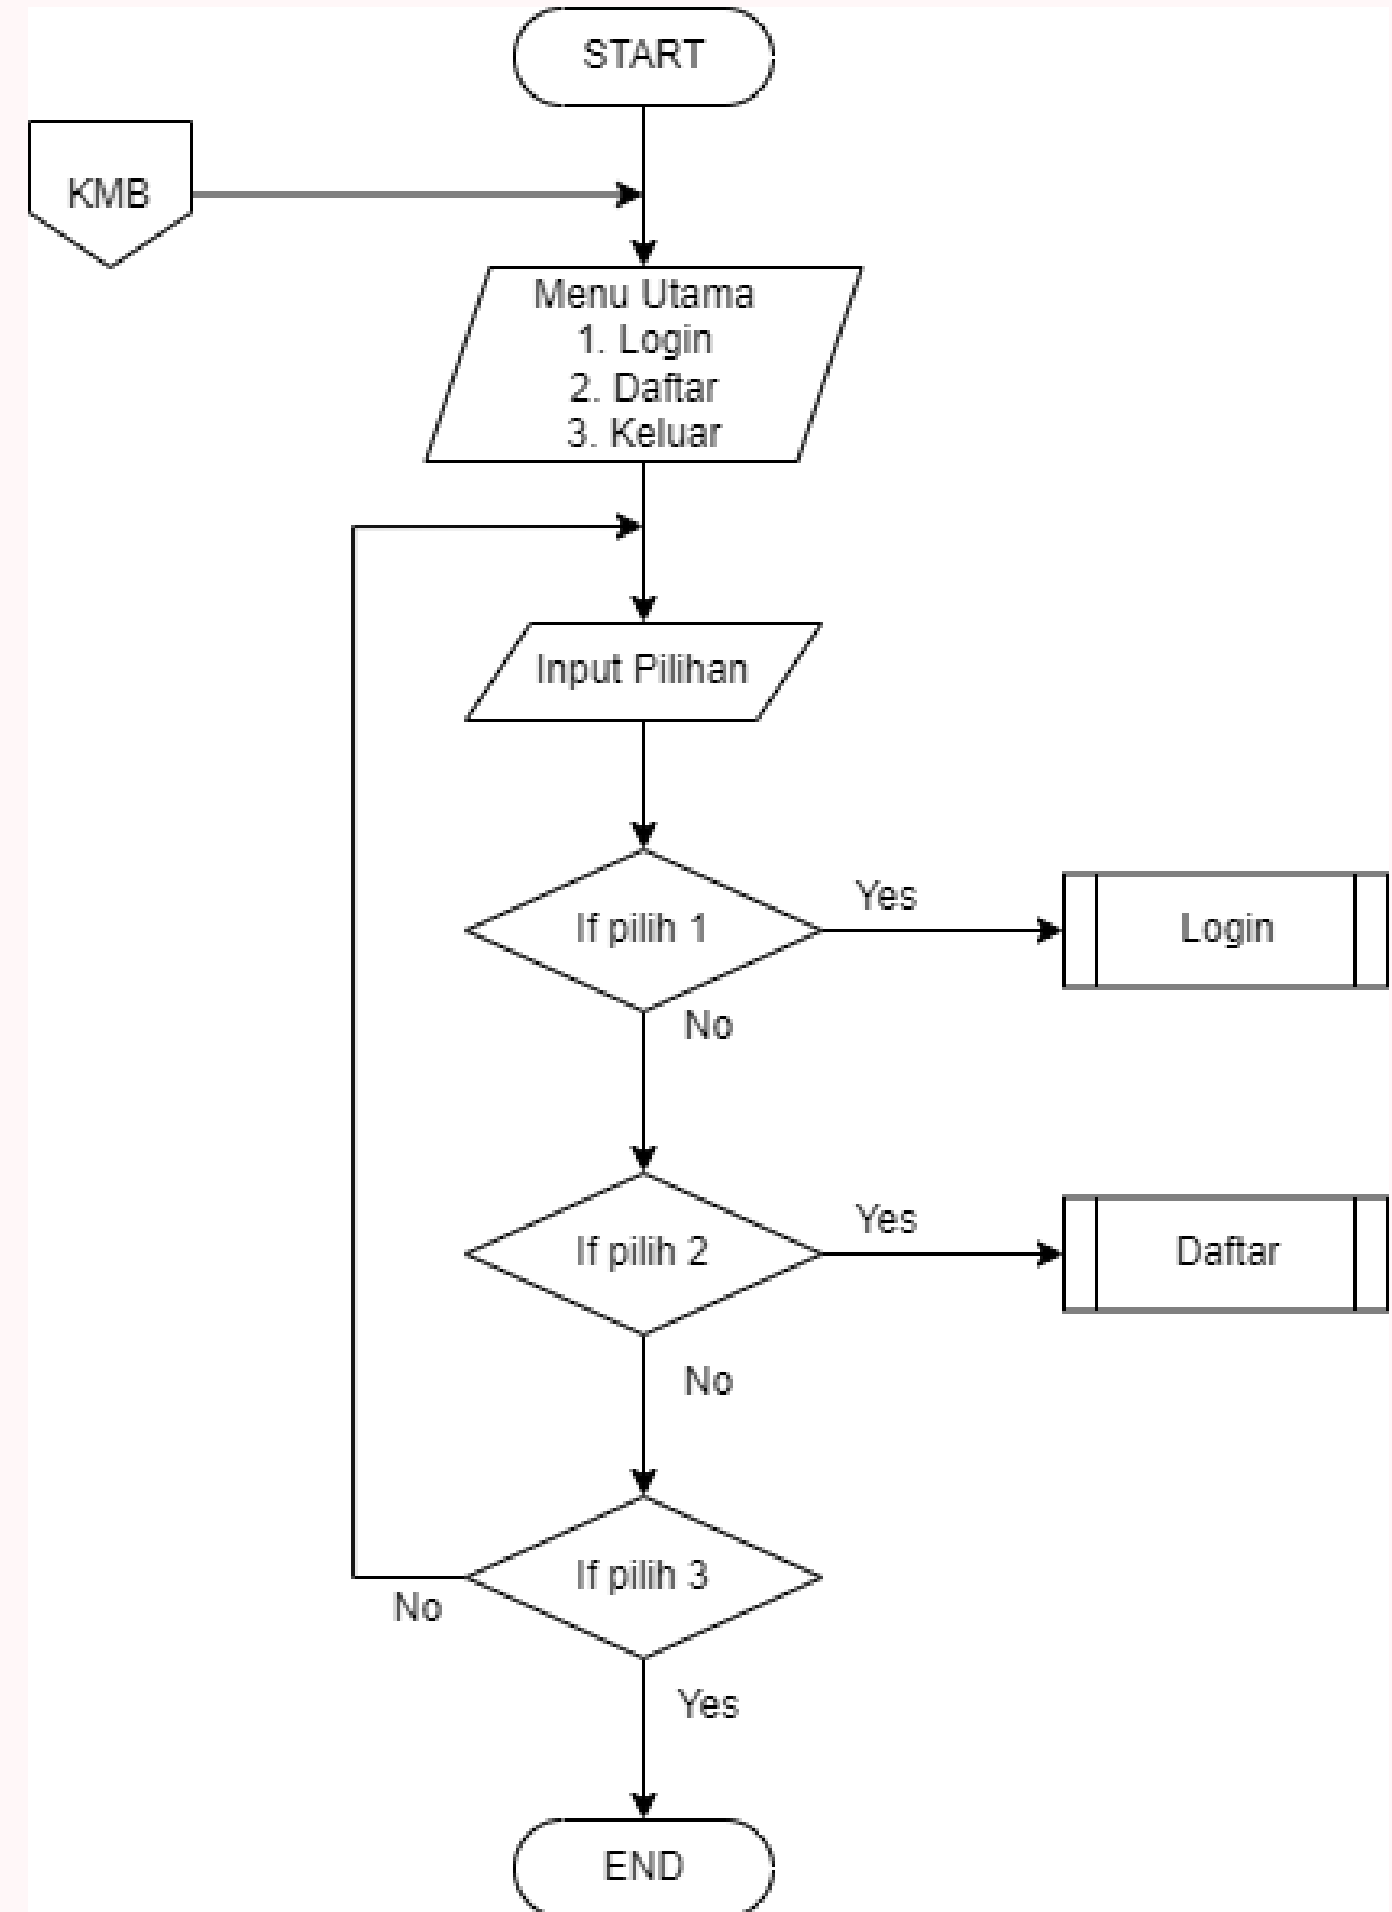 START
KMB
Menu Utama
1. Login
2. Daftar
3. Keluar
Input Pilihan
If pilih 1
Yes
Login
No
If pilih 2
Yes
Daftar
No
If pilih 3
No
Yes
END